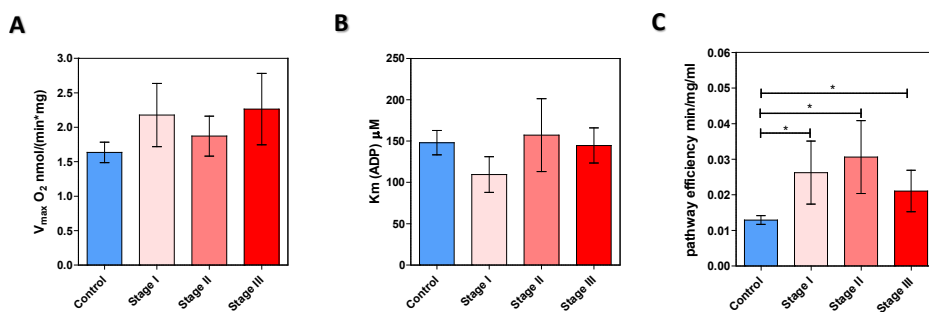 A
V_max O_2 nmol/(min*mg)
3.0
2.5
2.0
1.5
1.0
0.5
0.0
Control
Stage I
Stage II
Stage III
B
Km (ADP) μM
250
200
150
100
50
0
Control
Stage I
Stage II
Stage III
C
pathway efficiency min/mg/ml
0.06
0.05
0.04
0.03
0.02
0.01
0.00
*
*
*
Control
Stage I
Stage II
Stage III